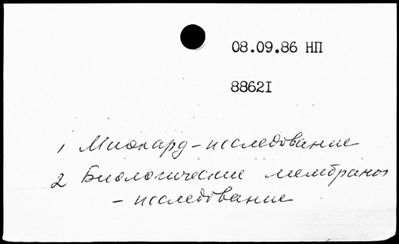 08.09.86 НП
88621
1 Миокард-исследование
2 Биологические мембраны
- исследование